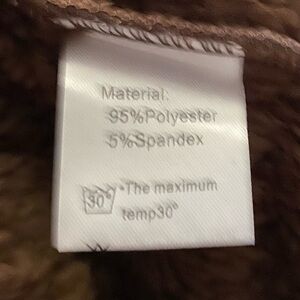 Material:
95%Polyester
5%Spandex
30° •The maximum
temp30°